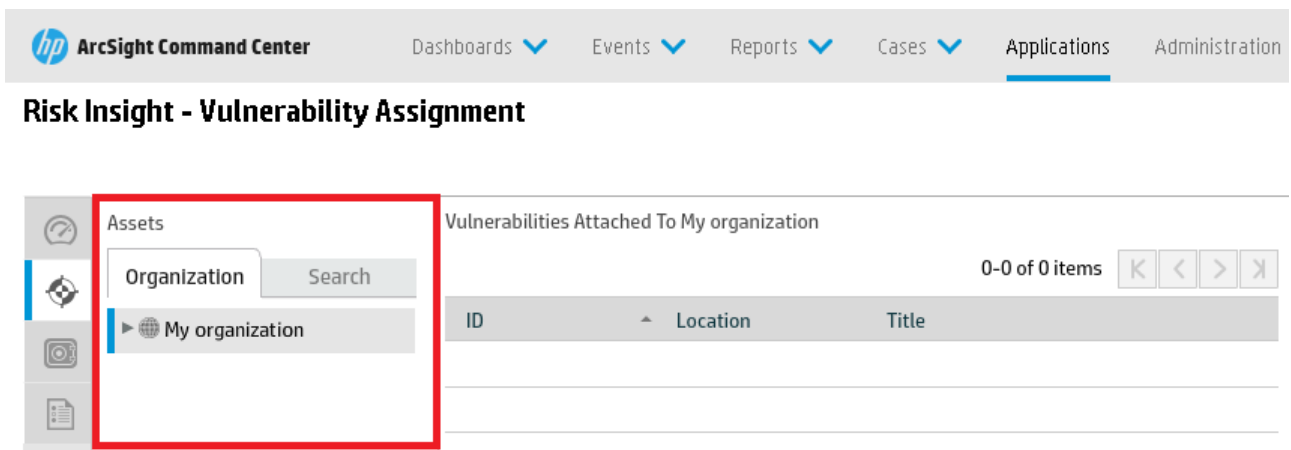 hp ArcSight Command Center Dashboards Events Reports Cases Applications Administration
Risk Insight - Vulnerability Assignment
Assets
Organization Search
My organization
Vulnerabilities Attached To My organization
0-0 of 0 items
ID Location Title